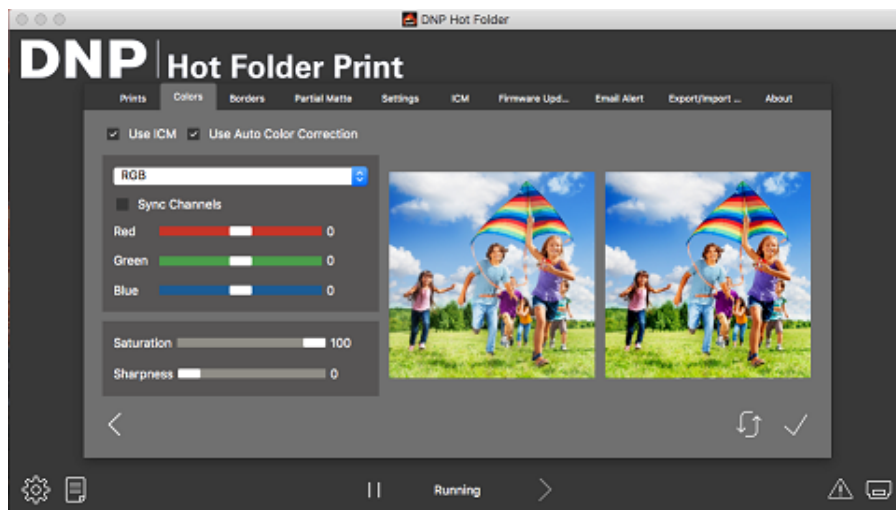 DNP Hot Folder
DNP Hot Folder Print
Prints Colors Borders Partial Matte Settings ICM Firmware Upd... Email Alert Export/Import ... About
Use ICM Use Auto Color Correction
RGB
Sync Channels
Red 0
Green 0
Blue 0
Saturation 100
Sharpness 0
Running